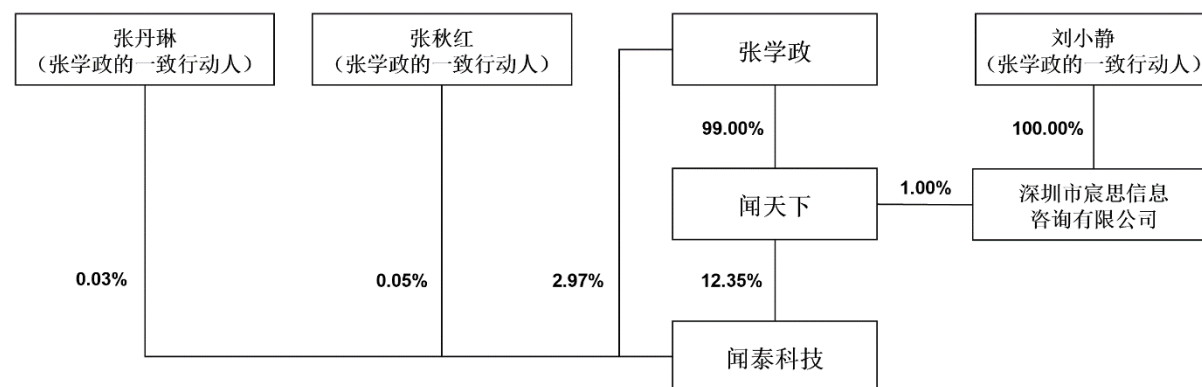 张丹琳
（张学政的一致行动人）
张秋红
（张学政的一致行动人）
张学政
刘小静
（张学政的一致行动人）
99.00%
100.00%
闻天下
1.00%
深圳市宸思信息
咨询有限公司
0.03%
0.05%
2.97%
12.35%
闻泰科技